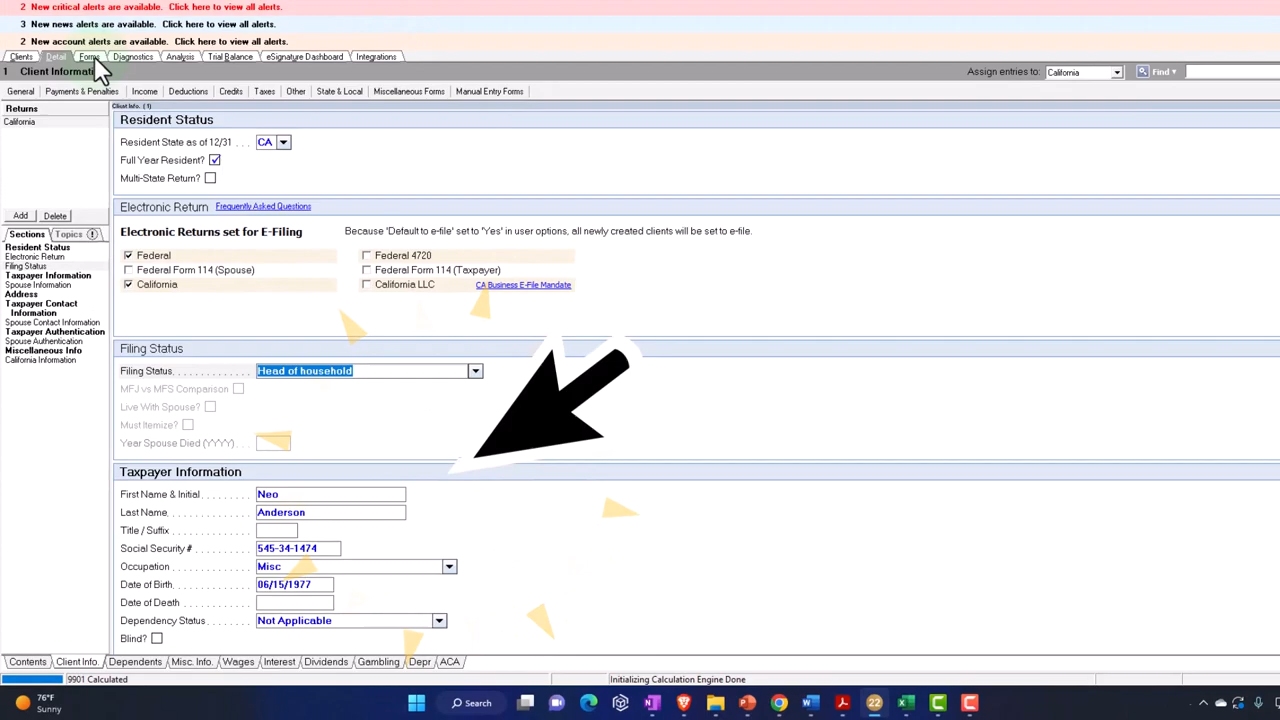 2 New critical alerts are available. Click here to view all alerts.
3 New news alerts are available. Click here to view all alerts.
2 New account alerts are available. Click here to view all alerts.
Clients Detail Forms Diagnostics Analysis Trial Balance eSignature Dashboard Integrations
1 Client Informati Assign entries to: California Find
General Payments & Penalties Income Deductions Credits Taxes Other State & Local Miscellaneous Forms Manual Entry Forms
Returns
California
Add Delete
Sections Topics
Resident Status
Electronic Return
Filing Status
Taxpayer Information
Spouse Information
Address
Taxpayer Contact
Information
Spouse Contact Information
Taxpayer Authentication
Spouse Authentication
Miscellaneous Info
California Information
Client Info. (1)
Resident Status
Resident State as of 12/31 . . . CA
Full Year Resident?
Multi-State Return?
Electronic Return Frequently Asked Questions
Electronic Returns set for E-Filing Because 'Default to e-file' set to "Yes' in user options, all newly created clients will be set to e-file.
Federal Federal 4720
Federal Form 114 (Spouse) Federal Form 114 (Taxpayer)
California California LLC CA Business E-File Mandate
Filing Status
Filing Status. . . . . . . . . . . . . . Head of household
MFJ vs MFS Comparison
Live With Spouse?
Must Itemize?
Year Spouse Died (YYYY) . . .
Taxpayer Information
First Name & Initial . . . . . . . . . Neo
Last Name. . . . . . . . . . . . . . . Anderson
Title / Suffix . . . . . . . . . . . . .
Social Security # . . . . . . . . . . 545-34-1474
Occupation . . . . . . . . . . . . . . Misc
Date of Birth . . . . . . . . . . . . . 06/15/1977
Date of Death . . . . . . . . . . . .
Dependency Status . . . . . . . . Not Applicable
Blind?
Contents Client Info. Dependents Misc. Info. Wages Interest Dividends Gambling Depr ACA
9901 Calculated Initializing Calculation Engine Done
76°F
Sunny
Search
22